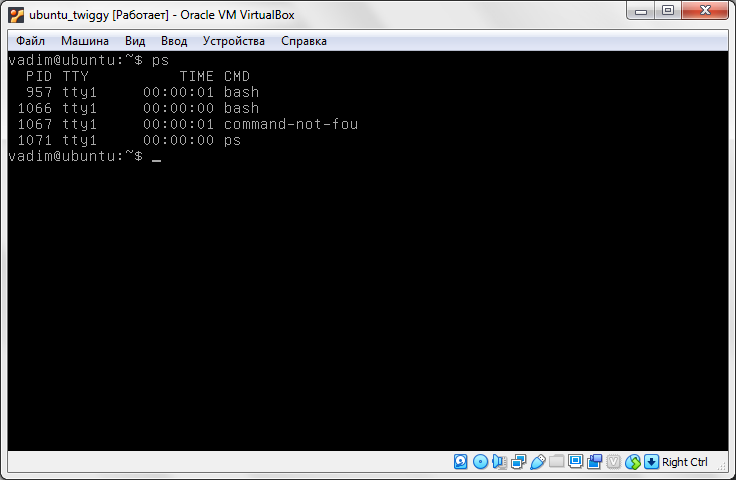 ubuntu_twiggy [Работает] - Oracle VM VirtualBox
Файл Машина Вид Ввод Устройства Справка
vadim@ubuntu:~$ ps
  PID TTY          TIME CMD
  957 tty1     00:00:01 bash
 1066 tty1     00:00:00 bash
 1067 tty1     00:00:01 command-not-fou
 1071 tty1     00:00:00 ps
vadim@ubuntu:~$ _
Right Ctrl